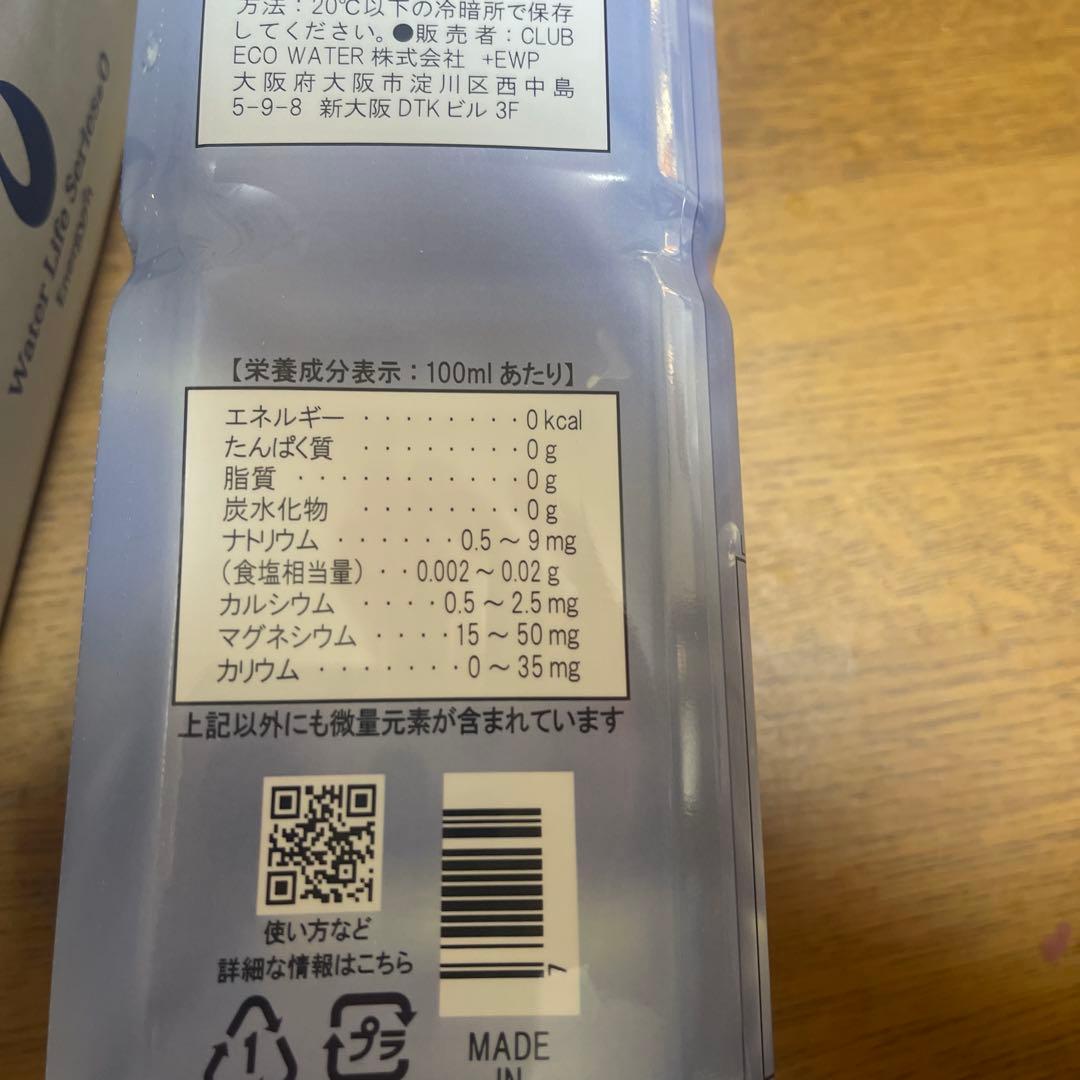 方法：20℃以下の冷暗所で保存
してください。●販売者：CLUB
ECO WATER 株式会社 +EWP
大阪府大阪市淀川区西中島
5-9-8 新大阪 DTK ビル 3F
Water Life Series:0
【栄養成分表示：100ml あたり】
エネルギー ・・・・・・・・0 kcal
たんぱく質 ・・・・・・・・0 g
脂質 ・・・・・・・・・・・0 g
炭水化物 ・・・・・・・・0 g
ナトリウム ・・・・・・0.5 ～ 9 mg
（食塩相当量）・・0.002 ～ 0.02 g
カルシウム ・・・・0.5 ～ 2.5 mg
マグネシウム ・・・・15 ～ 50 mg
カリウム ・・・・・・・0 ～ 35 mg
上記以外にも微量元素が含まれています
使い方など
詳細な情報はこちら
7
1
プラ
MADE
IN